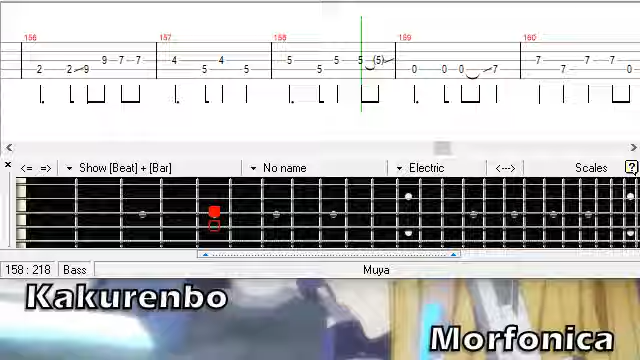 156 157 158 159 160
2 2 9 9 7 7 4 5 4 5 5 5 5 5 (5) 0 0 0 7 7 7 7 7 0
<= => Show [Beat] + [Bar] No name Electric <---> Scales ?
158 : 218 Bass Muya
Kakurenbo
Morfonica